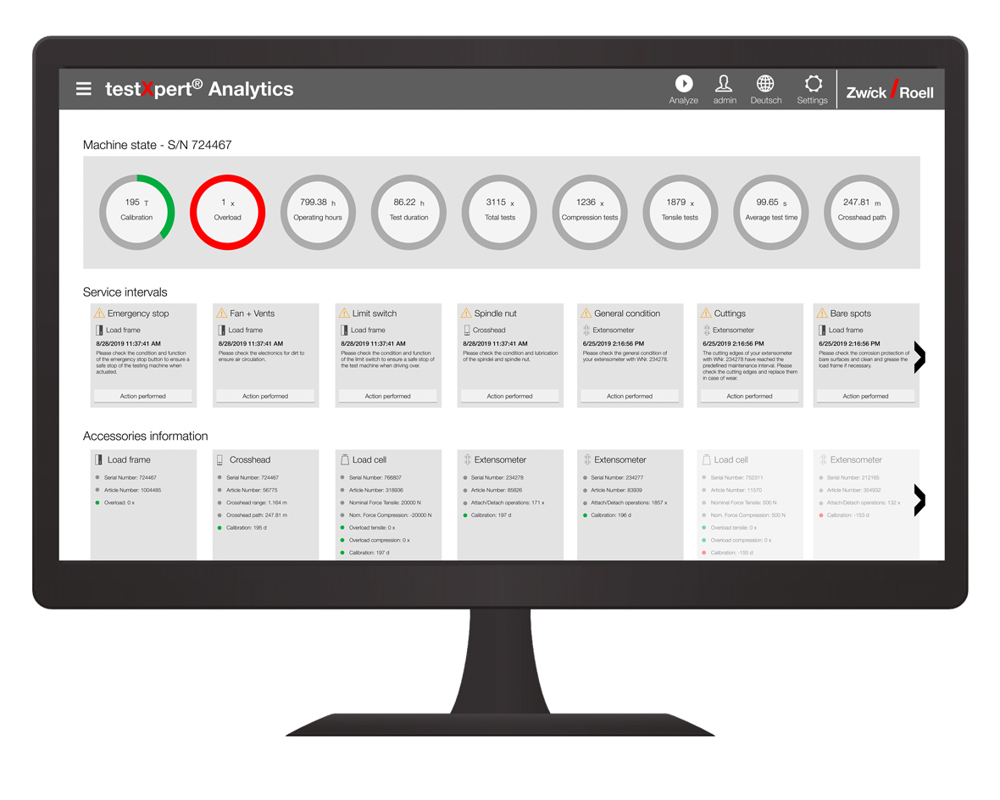 testXpert® Analytics
Analyze
admin
Deutsch
Settings
Zwick / Roell
Machine state - S/N 724467
195 T
Calibration
1 x
Overload
799.38 h
Operating hours
86.22 h
Test duration
3115 x
Total tests
1236 x
Compression tests
1879 x
Tensile tests
99.65 s
Average test time
247.81 m
Crosshead path
Service intervals
Emergency stop
Load frame
8/28/2019 11:37:41 AM
Please check the condition and function
of the emergency stop button to ensure a
safe stop of the testing machine when
actuated.
Action performed
Fan + Vents
Load frame
8/28/2019 11:37:41 AM
Please check the electronics for dirt to
ensure air circulation.
Action performed
Limit switch
Load frame
8/28/2019 11:37:41 AM
Please check the condition and function
of the limit switch to ensure a safe stop of
the test machine when driving over.
Action performed
Spindle nut
Crosshead
8/28/2019 11:37:41 AM
Please check the condition and lubrication
of the spindel and spindle nut.
Action performed
General condition
Extensometer
6/25/2019 2:16:56 PM
Please check the general condition of
your extensometer with WNr. 234278.
Action performed
Cuttings
Extensometer
6/25/2019 2:16:56 PM
The cutting edges of your extensometer
with WNr. 234278 have reached the
predefined maintenance interval. Please
check the cutting edges and replace them
in case of wear.
Action performed
Bare spots
Load frame
6/25/2019 2:16:56 PM
Please check the corrosion protection of
bare surfaces and clean and grease the
load frame if necessary.
Action performed
Accessories information
Load frame
Serial Number: 724467
Article Number: 1004485
Overload: 0 x
Crosshead
Serial Number: 724467
Article Number: 56775
Crosshead range: 1.164 m
Crosshead path: 247.81 m
Calibration: 195 d
Load cell
Serial Number: 766807
Article Number: 318936
Nominal Force Tensile: 20000 N
Nom. Force Compression: -20000 N
Overload tensile: 0 x
Overload compression: 0 x
Calibration: 197 d
Extensometer
Serial Number: 234278
Article Number: 85826
Attach/Detach operations: 171 x
Calibration: 197 d
Extensometer
Serial Number: 234277
Article Number: 83939
Attach/Detach operations: 1857 x
Calibration: 196 d
Load cell
Serial Number: 752311
Article Number: 11570
Nominal Force Tensile: 500 N
Nom. Force Compression: 500 N
Overload tensile: 0 x
Overload compression: 0 x
Calibration: -155 d
Extensometer
Serial Number: 212165
Article Number: 354932
Attach/Detach operations: 132 x
Calibration: -153 d